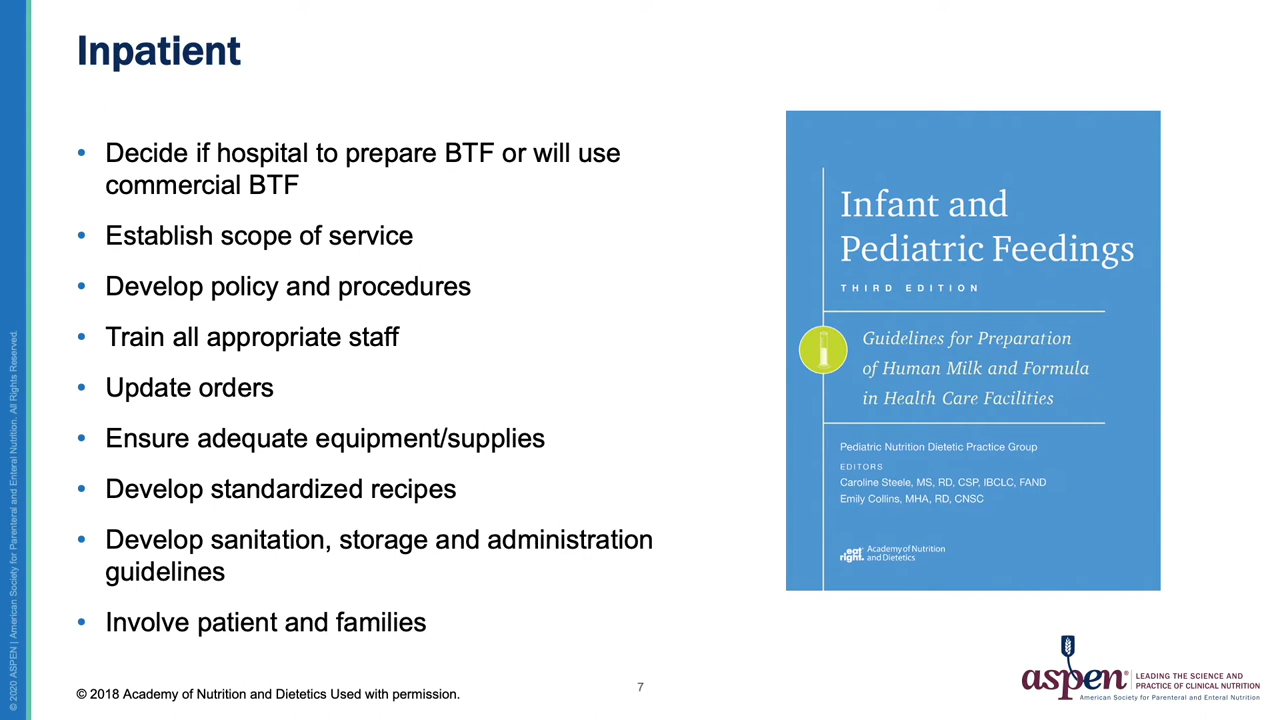 Inpatient
• Decide if hospital to prepare BTF or will use
commercial BTF
• Establish scope of service
• Develop policy and procedures
• Train all appropriate staff
• Update orders
• Ensure adequate equipment/supplies
• Develop standardized recipes
• Develop sanitation, storage and administration
guidelines
• Involve patient and families
Infant and
Pediatric Feedings
THIRD EDITION
Guidelines for Preparation
of Human Milk and Formula
in Health Care Facilities
Pediatric Nutrition Dietetic Practice Group
EDITORS
Caroline Steele, MS, RD, CSP, IBCLC, FAND
Emily Collins, MHA, RD, CNSC
eat
right.
Academy of Nutrition
and Dietetics
© 2018 Academy of Nutrition and Dietetics Used with permission.
7
aspen®
LEADING THE SCIENCE AND
PRACTICE OF CLINICAL NUTRITION
American Society for Parenteral and Enteral Nutrition
© 2020 ASPEN | American Society for Parenteral and Enteral Nutrition. All Rights Reserved.